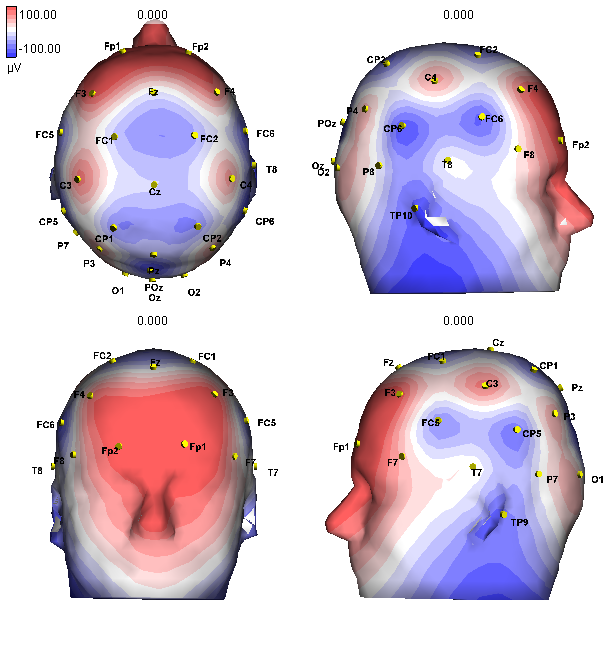 100.00
-100.00
µV
0.000
Fp1
Fp2
F3
Fz
F4
FC5
FC1
FC2
FC6
T8
C3
Cz
C4
CP5
CP1
CP2
CP6
P7
P3
Pz
P4
O1
POz
Oz
O2
0.000
CP2
FC2
C4
F4
P4
POz
CP6
FC6
Fp2
Oz
O2
P8
T8
F8
TP10
0.000
FC2
Fz
FC1
F4
F3
FC6
FC5
Fp2
Fp1
T8
F8
F7
T7
0.000
Fz
FC1
Cz
CP1
F3
C3
Pz
FC5
CP5
P3
Fp1
F7
T7
P7
O1
TP9